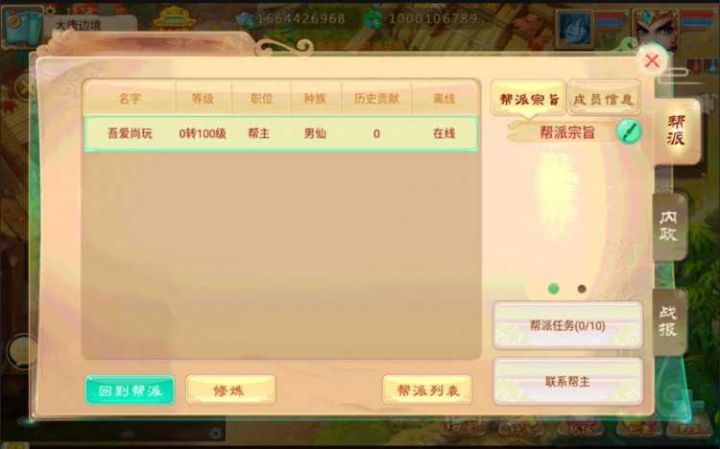 大唐边境
1664426968
1000106789
名字 等级 职位 种族 历史贡献 离线
吾爱尚玩 0转100级 帮主 男仙 0 在线
帮派宗旨 成员信息
帮派宗旨
帮派
内政
战报
帮派任务(0/10)
联系帮主
回到帮派 修炼 帮派列表